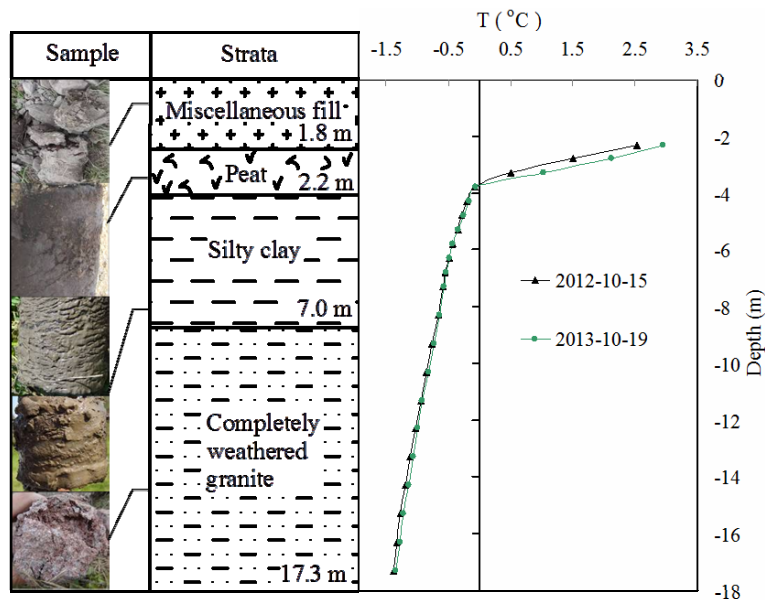 T ( °C )
Sample
Strata
-1.5
-0.5
0.5
1.5
2.5
3.5
Miscellaneous fill
1.8 m
Peat
2.2 m
Silty clay
7.0 m
Completely
weathered
granite
17.3 m
2012-10-15
2013-10-19
0
-2
-4
-6
-8
-10
-12
-14
-16
-18
Depth (m)